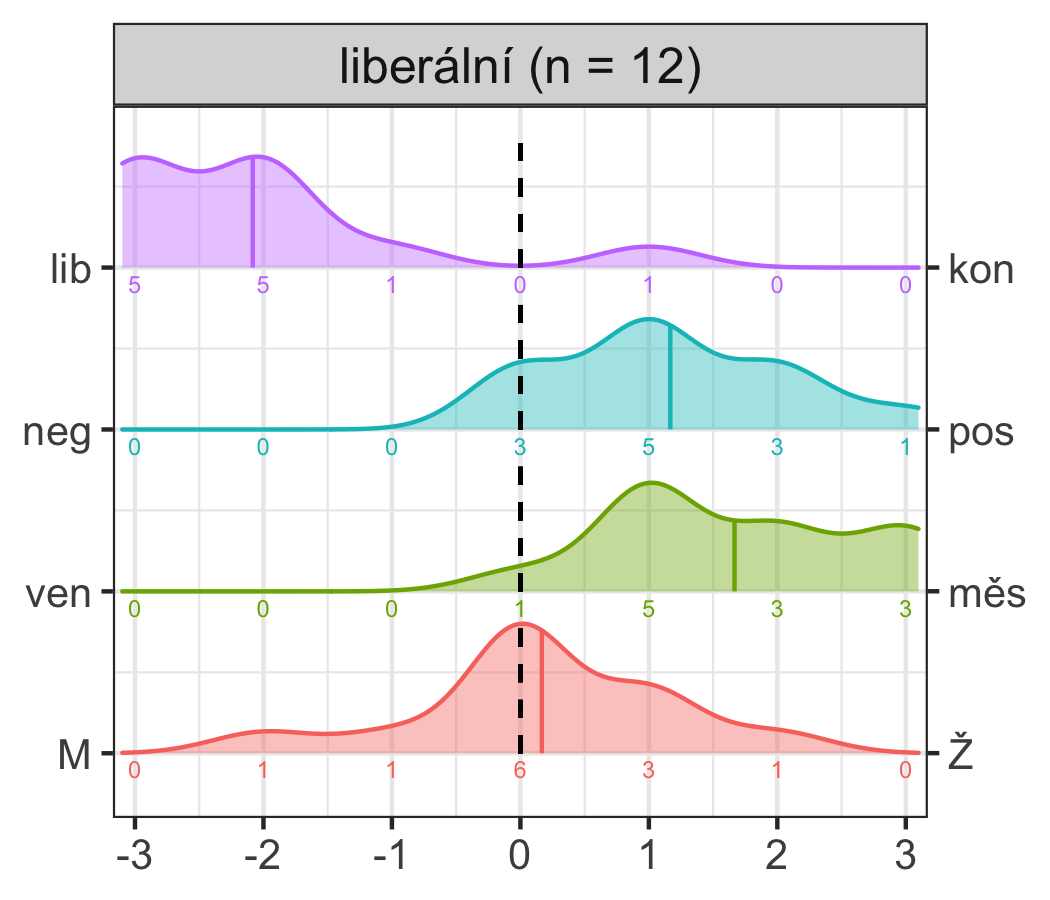 liberální (n = 12)
lib kon
5 5 1 0 1 0 0
neg pos
0 0 0 3 5 3 1
ven měs
0 0 0 1 5 3 3
M Ž
0 1 1 6 3 1 0
-3 -2 -1 0 1 2 3